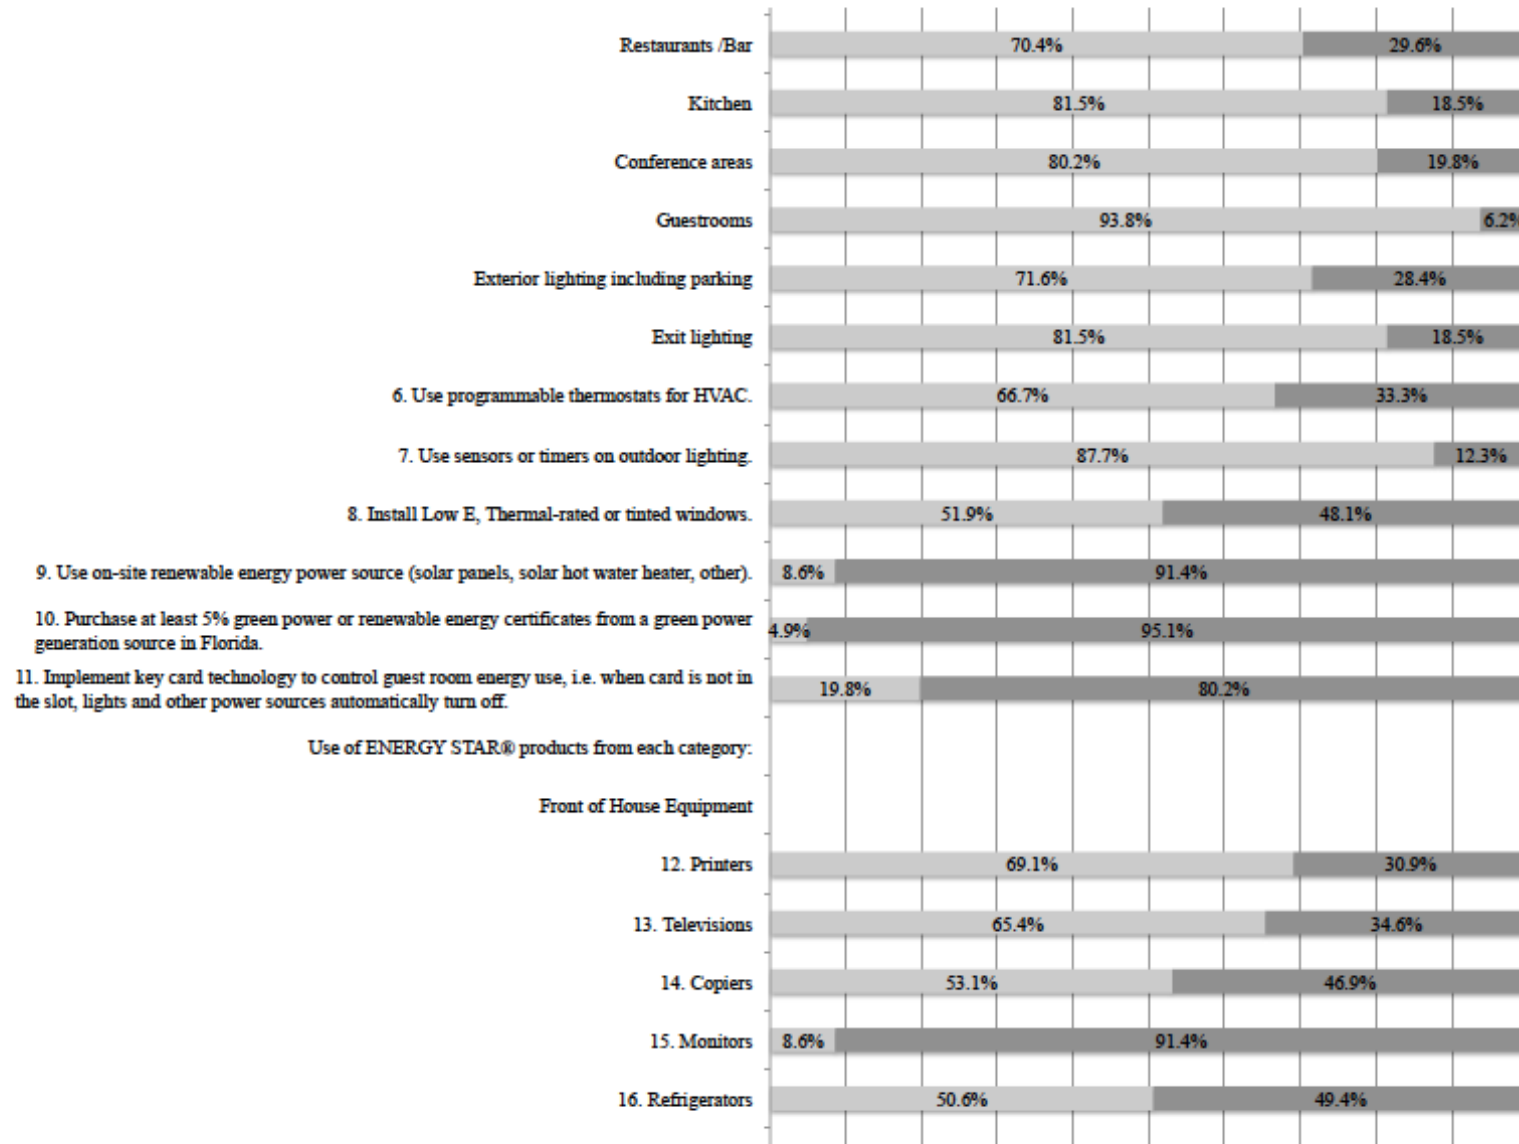 Restaurants /Bar 70.4% 29.6%
Kitchen 81.5% 18.5%
Conference areas 80.2% 19.8%
Guestrooms 93.8% 6.2%
Exterior lighting including parking 71.6% 28.4%
Exit lighting 81.5% 18.5%
6. Use programmable thermostats for HVAC. 66.7% 33.3%
7. Use sensors or timers on outdoor lighting. 87.7% 12.3%
8. Install Low E, Thermal-rated or tinted windows. 51.9% 48.1%
9. Use on-site renewable energy power source (solar panels, solar hot water heater, other). 8.6% 91.4%
10. Purchase at least 5% green power or renewable energy certificates from a green power
generation source in Florida. 4.9% 95.1%
11. Implement key card technology to control guest room energy use, i.e. when card is not in
the slot, lights and other power sources automatically turn off. 19.8% 80.2%
Use of ENERGY STAR® products from each category:
Front of House Equipment
12. Printers 69.1% 30.9%
13. Televisions 65.4% 34.6%
14. Copiers 53.1% 46.9%
15. Monitors 8.6% 91.4%
16. Refrigerators 50.6% 49.4%